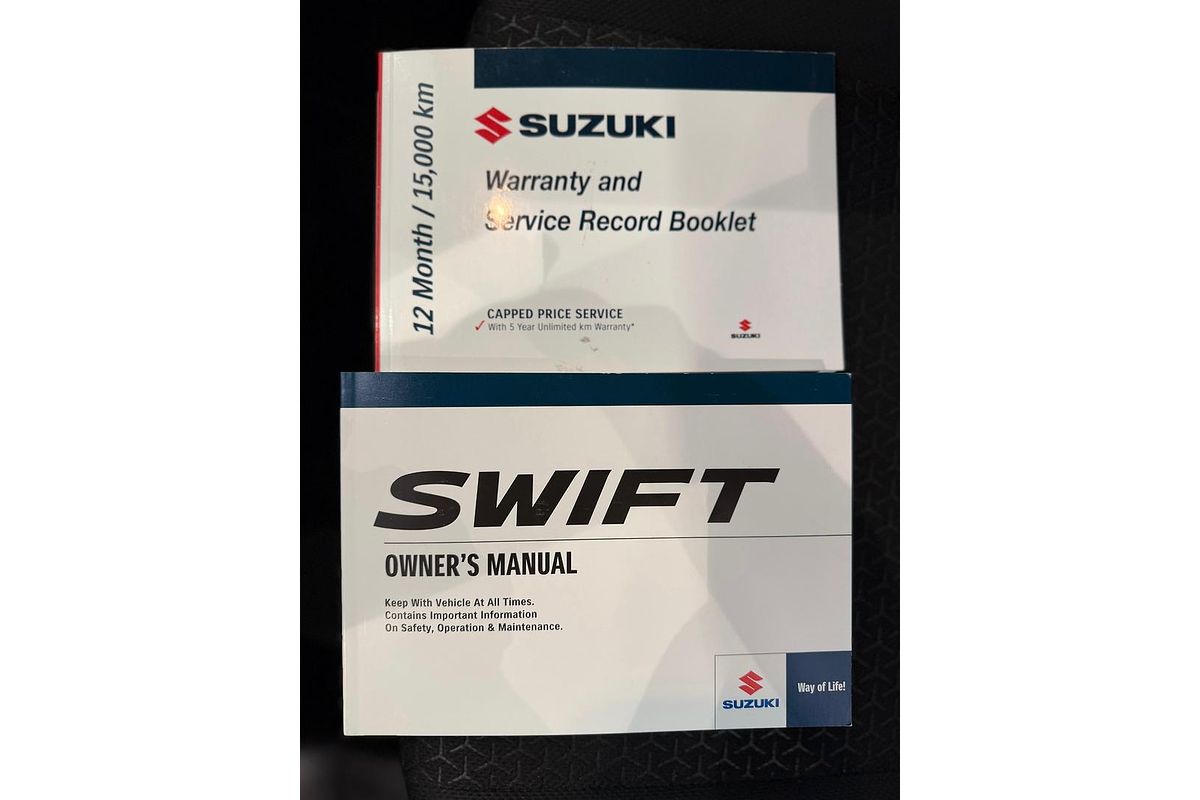 12 Month / 15,000 km
SUZUKI
Warranty and
Service Record Booklet
CAPPED PRICE SERVICE
With 5 Year Unlimited km Warranty*
SUZUKI
SWIFT
OWNER'S MANUAL
Keep With Vehicle At All Times.
Contains Important Information
On Safety, Operation & Maintenance.
SUZUKI
Way of Life!